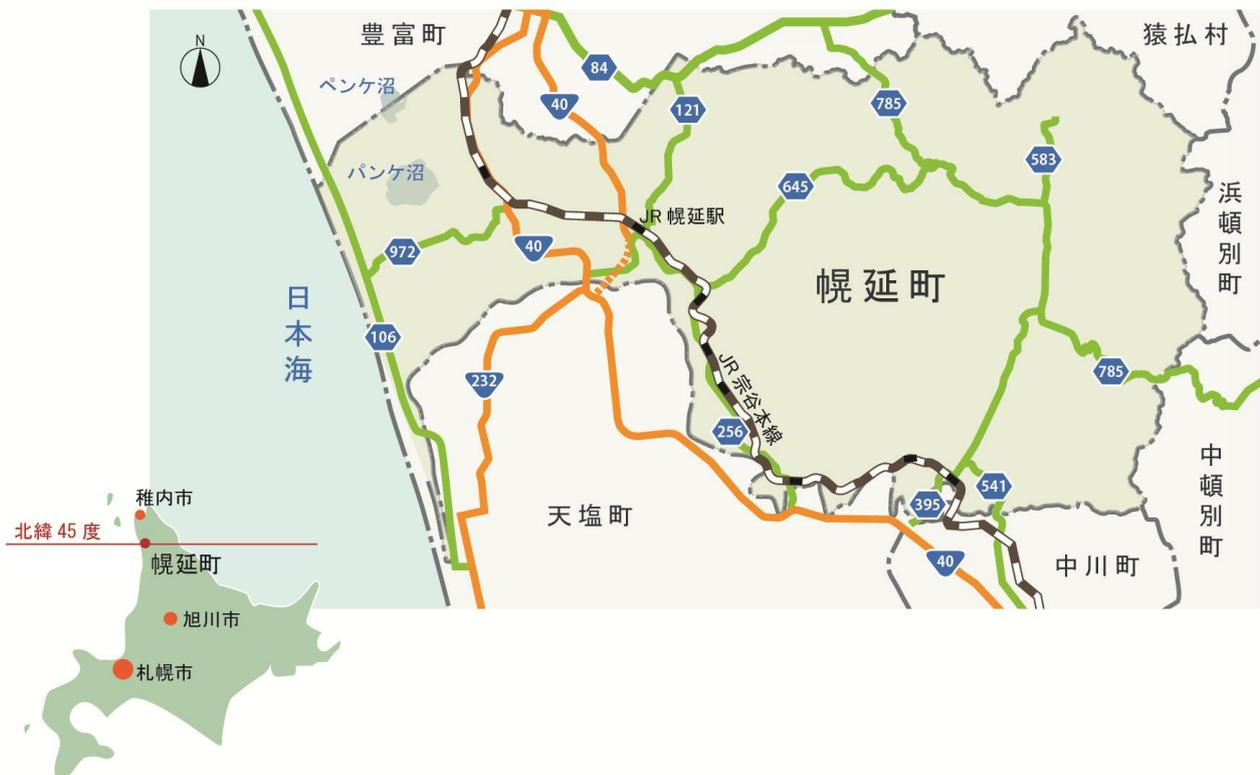 N
豊富町
猿払村
ペンケ沼
84
40
121
785
パンケ沼
583
645
浜頓別町
JR 幌延駅
972
40
幌延町
日本海
106
785
232
JR 宗谷本線
256
中頓別町
541
395
天塩町
40
中川町
稚内市
北緯 45 度
幌延町
旭川市
札幌市